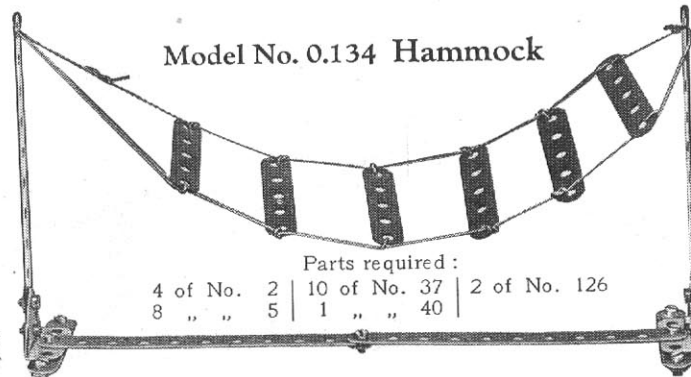 Model No. 0.134 Hammock
Parts required :
4 of No. 2 | 10 of No. 37 | 2 of No. 126
8 „ „ 5 | 1 „ „ 40 |